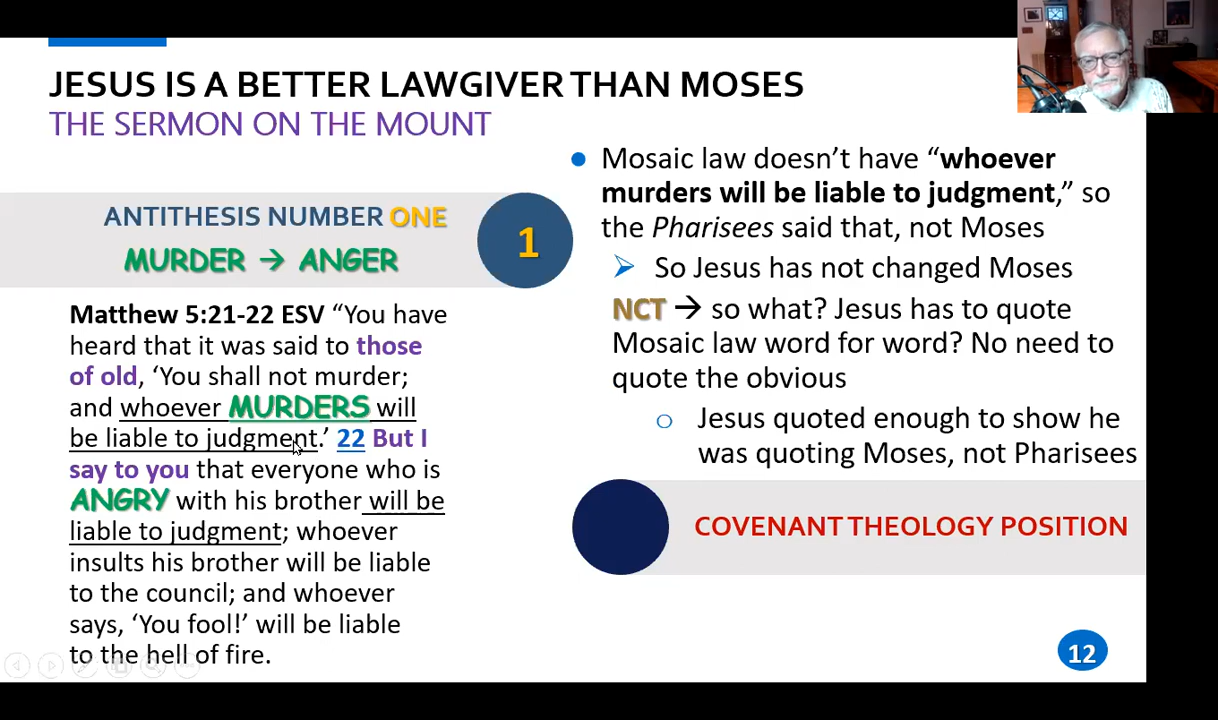 JESUS IS A BETTER LAWGIVER THAN MOSES
THE SERMON ON THE MOUNT
ANTITHESIS NUMBER ONE
MURDER → ANGER
1
Matthew 5:21-22 ESV “You have
heard that it was said to those
of old, ‘You shall not murder;
and whoever MURDERS will
be liable to judgment.’ 22 But I
say to you that everyone who is
ANGRY with his brother will be
liable to judgment; whoever
insults his brother will be liable
to the council; and whoever
says, ‘You fool!’ will be liable
to the hell of fire.
Mosaic law doesn’t have “whoever
murders will be liable to judgment,” so
the Pharisees said that, not Moses
So Jesus has not changed Moses
NCT → so what? Jesus has to quote
Mosaic law word for word? No need to
quote the obvious
Jesus quoted enough to show he
was quoting Moses, not Pharisees
COVENANT THEOLOGY POSITION
12